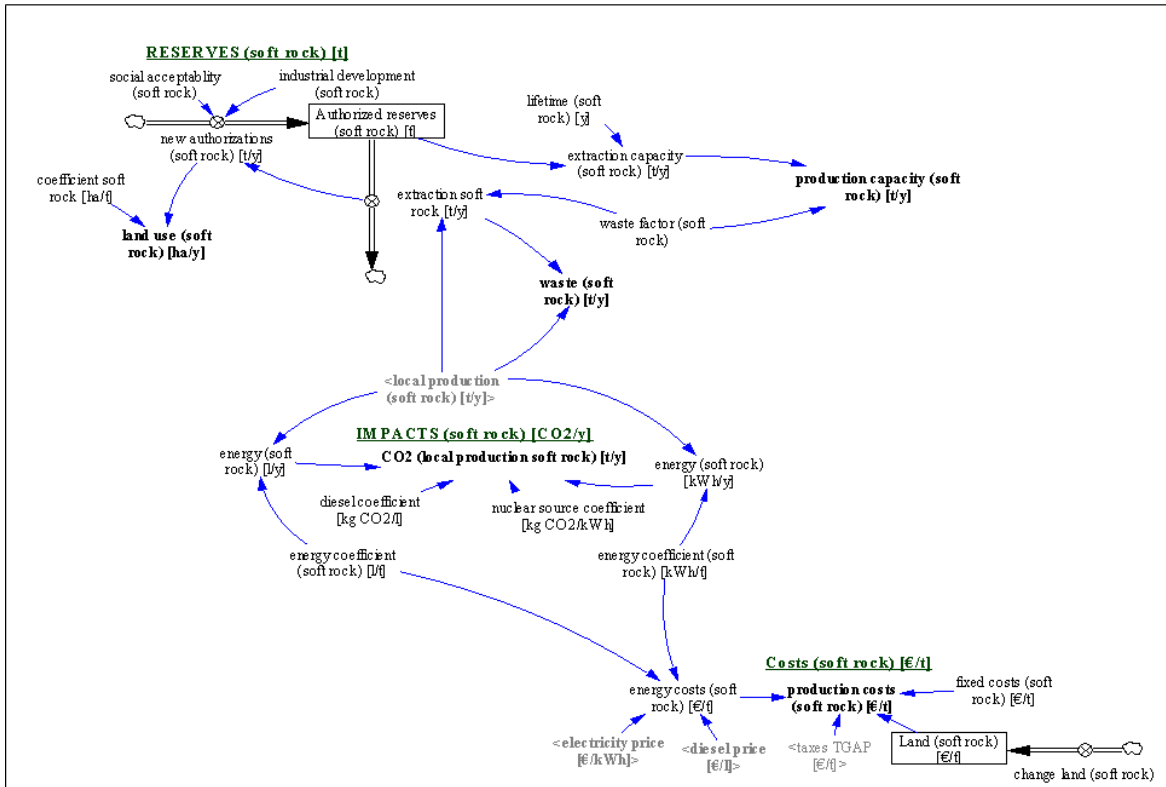 RESERVES (soft rock) [t]
social acceptablity
(soft rock)
industrial development
(soft rock)
Authorized reserves
(soft rock) [t]
new authorizations
(soft rock) [t/y]
coefficient soft
rock [ha/t]
land use (soft
rock) [ha/y]
lifetime (soft
rock) [y]
extraction capacity
(soft rock) [t/y]
production capacity (soft
rock) [t/y]
extraction soft
rock [t/y]
waste factor (soft
rock)
waste (soft
rock) [t/y]
<local production
(soft rock) [t/y]>
IMPACTS (soft rock) [CO2/y]
CO2 (local production soft rock) [t/y]
energy (soft
rock) [l/y]
energy (soft rock)
[kWh/y]
diesel coefficient
[kg CO2/l]
nuclear source coefficient
[kg CO2/kWh]
energy coefficient
(soft rock) [l/t]
energy coefficient (soft
rock) [kWh/t]
Costs (soft rock) [€/t]
energy costs (soft
rock) [€/t]
production costs
(soft rock) [€/t]
fixed costs (soft
rock) [€/t]
<electricity price
[€/kWh]>
<diesel price
[€/l]>
<taxes TGAP
[€/t]>
Land (soft rock)
[€/t]
change land (soft rock)